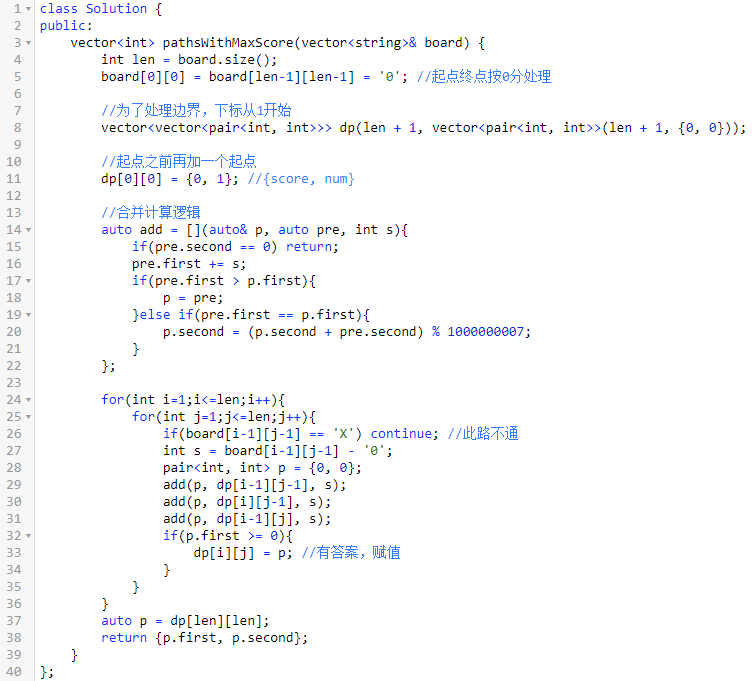 1 class Solution {
2 public:
3     vector<int> pathsWithMaxScore(vector<string>& board) {
4         int len = board.size();
5         board[0][0] = board[len-1][len-1] = '0'; //起点终点按0分处理
6
7         //为了处理边界，下标从1开始
8         vector<vector<pair<int, int>>> dp(len + 1, vector<pair<int, int>>(len + 1, {0, 0}));
9
10         //起点之前再加一个起点
11         dp[0][0] = {0, 1}; //{score, num}
12
13         //合并计算逻辑
14         auto add = [](auto& p, auto pre, int s){
15             if(pre.second == 0) return;
16             pre.first += s;
17             if(pre.first > p.first){
18                 p = pre;
19             }else if(pre.first == p.first){
20                 p.second = (p.second + pre.second) % 1000000007;
21             }
22         };
23
24         for(int i=1;i<=len;i++){
25             for(int j=1;j<=len;j++){
26                 if(board[i-1][j-1] == 'X') continue; //此路不通
27                 int s = board[i-1][j-1] - '0';
28                 pair<int, int> p = {0, 0};
29                 add(p, dp[i-1][j-1], s);
30                 add(p, dp[i][j-1], s);
31                 add(p, dp[i-1][j], s);
32                 if(p.first >= 0){
33                     dp[i][j] = p; //有答案，赋值
34                 }
35             }
36         }
37         auto p = dp[len][len];
38         return {p.first, p.second};
39     }
40 };